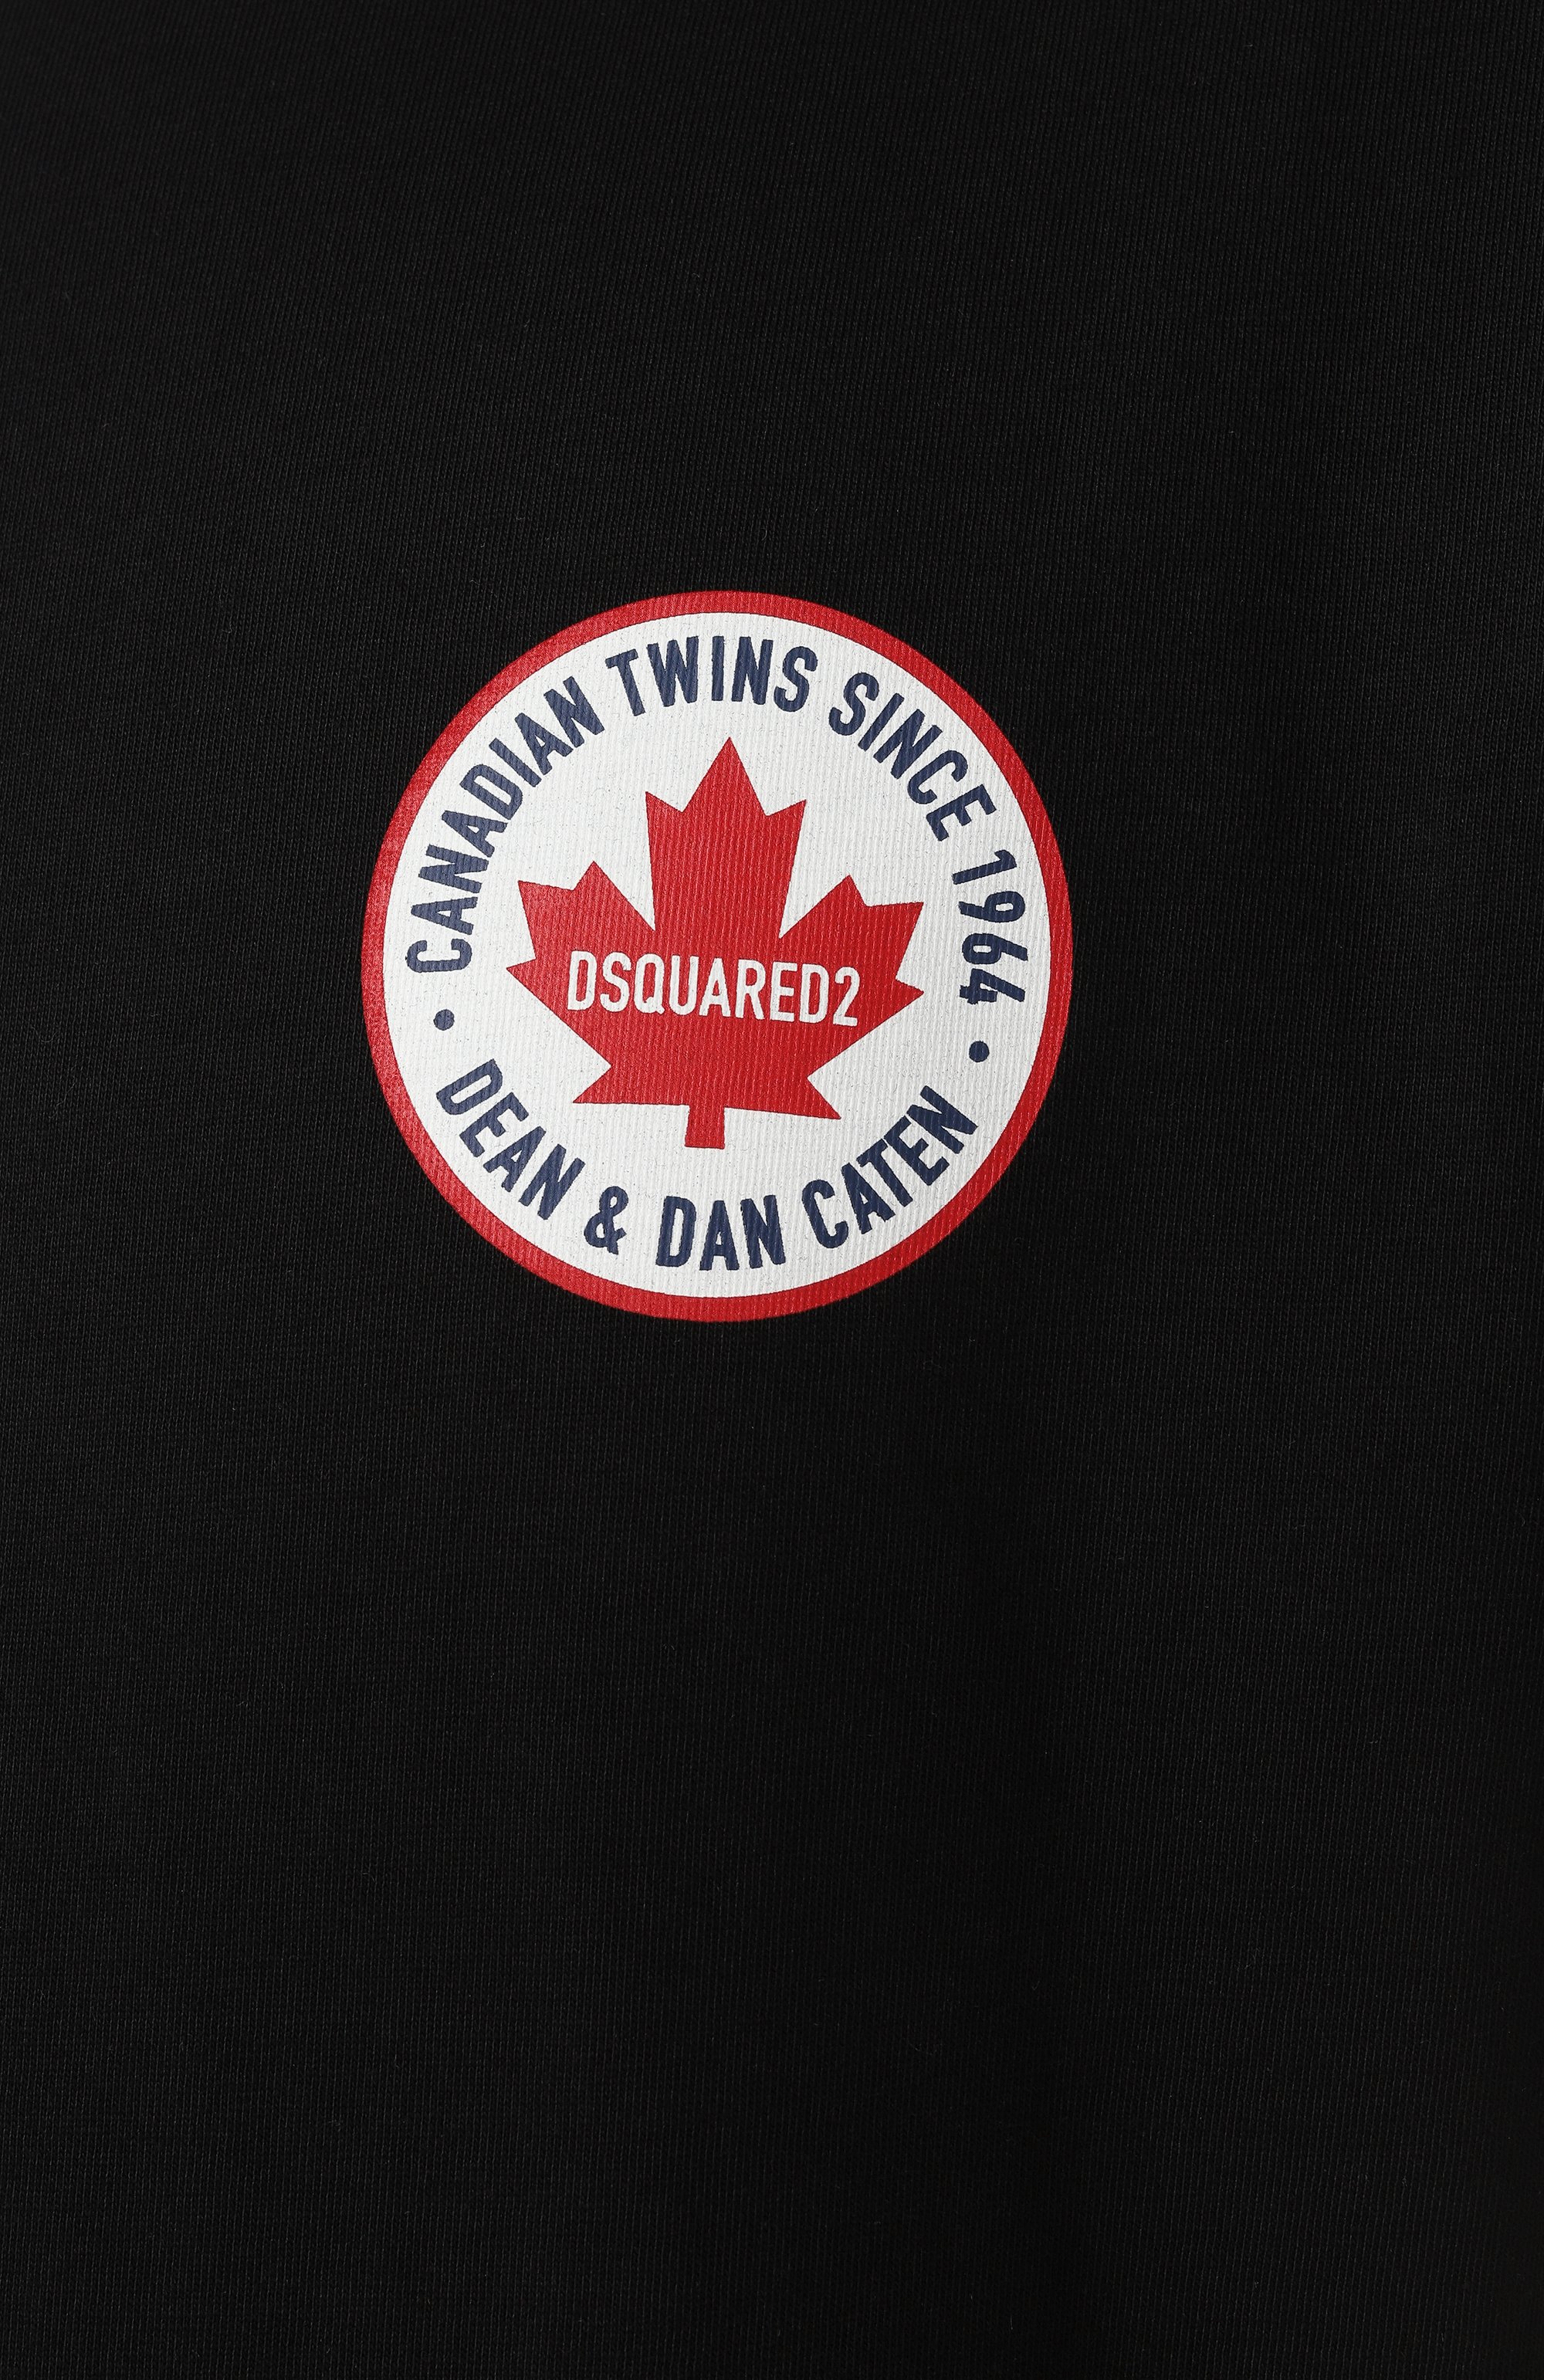 CANADIAN TWINS SINCE 1964
DSQUARED2
• DEAN & DAN CATEN •